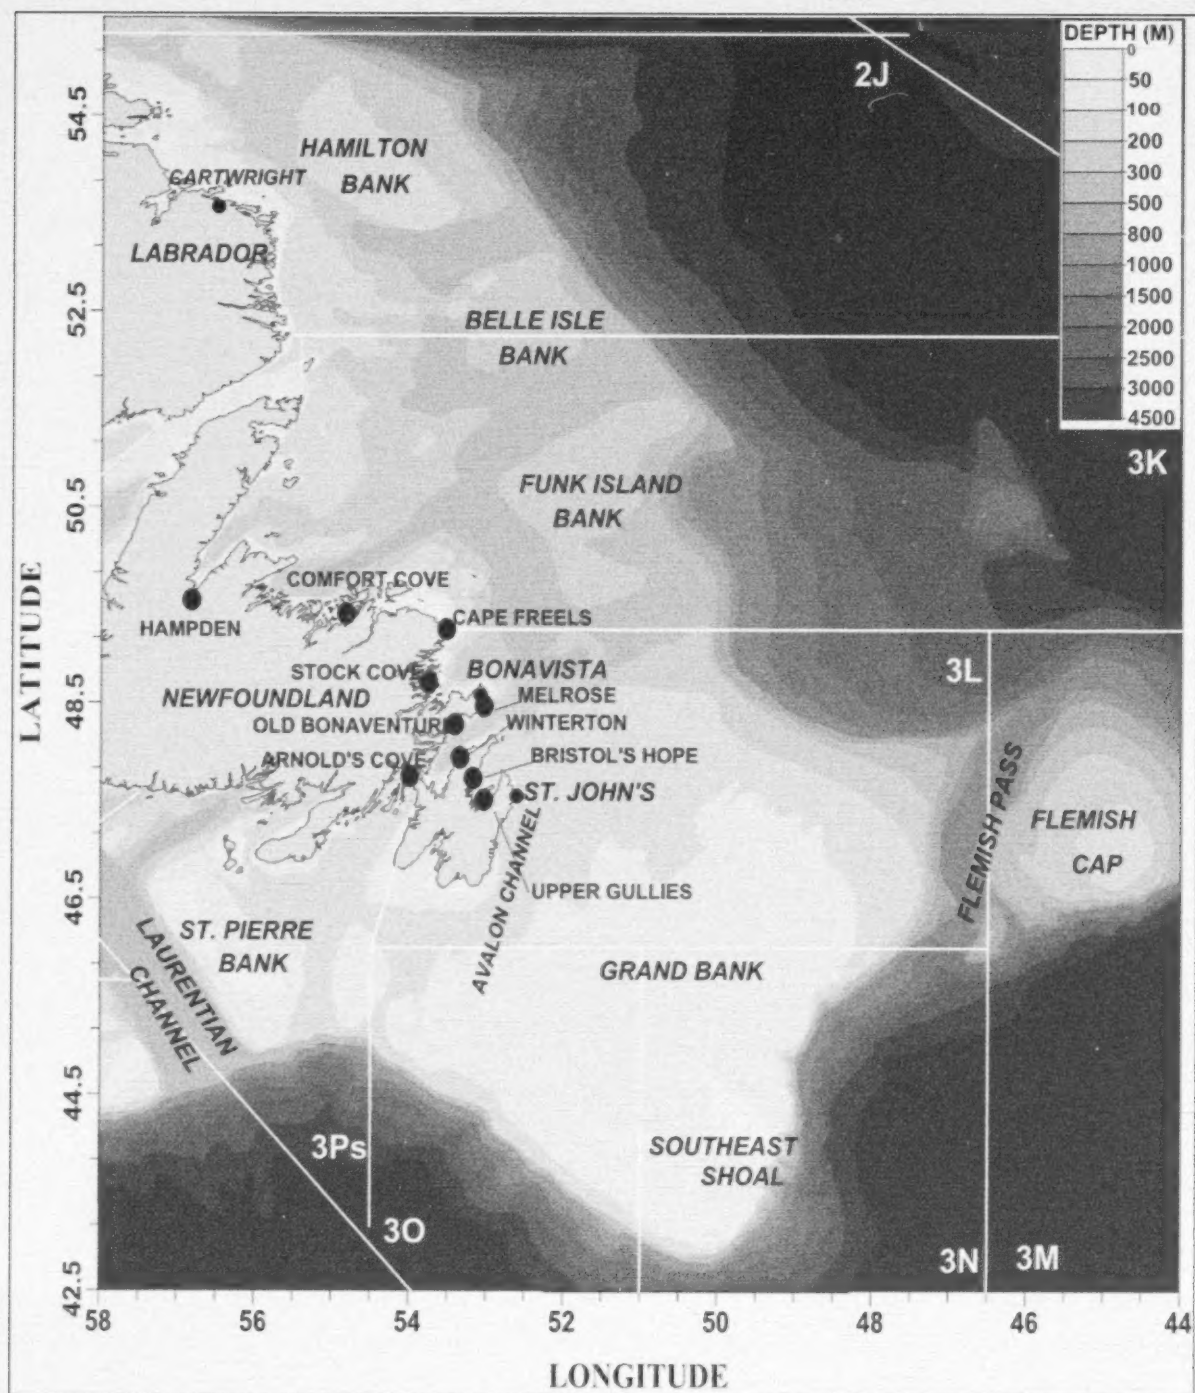 DEPTH (M)
0
50
100
200
300
500
800
1000
1500
2000
2500
3000
4500
2J
54.5
HAMILTON
BANK
CARTWRIGHT
LABRADOR
52.5
BELLE ISLE
BANK
3K
FUNK ISLAND
BANK
50.5
LATITUDE
COMFORT COVE
HAMPDEN
CAPE FREELS
STOCK COVE
BONAVISTA
3L
48.5
NEWFOUNDLAND
MELROSE
OLD BONAVENTURE
WINTERTON
ARNOLD'S COVE
BRISTOL'S HOPE
ST. JOHN'S
FLEMISH PASS
FLEMISH
CAP
AVALON CHANNEL
UPPER GULLIES
46.5
ST. PIERRE
BANK
LAURENTIAN
CHANNEL
GRAND BANK
44.5
3Ps
SOUTHEAST
SHOAL
3O
3N
3M
42.5
58
56
54
52
50
48
46
44
LONGITUDE